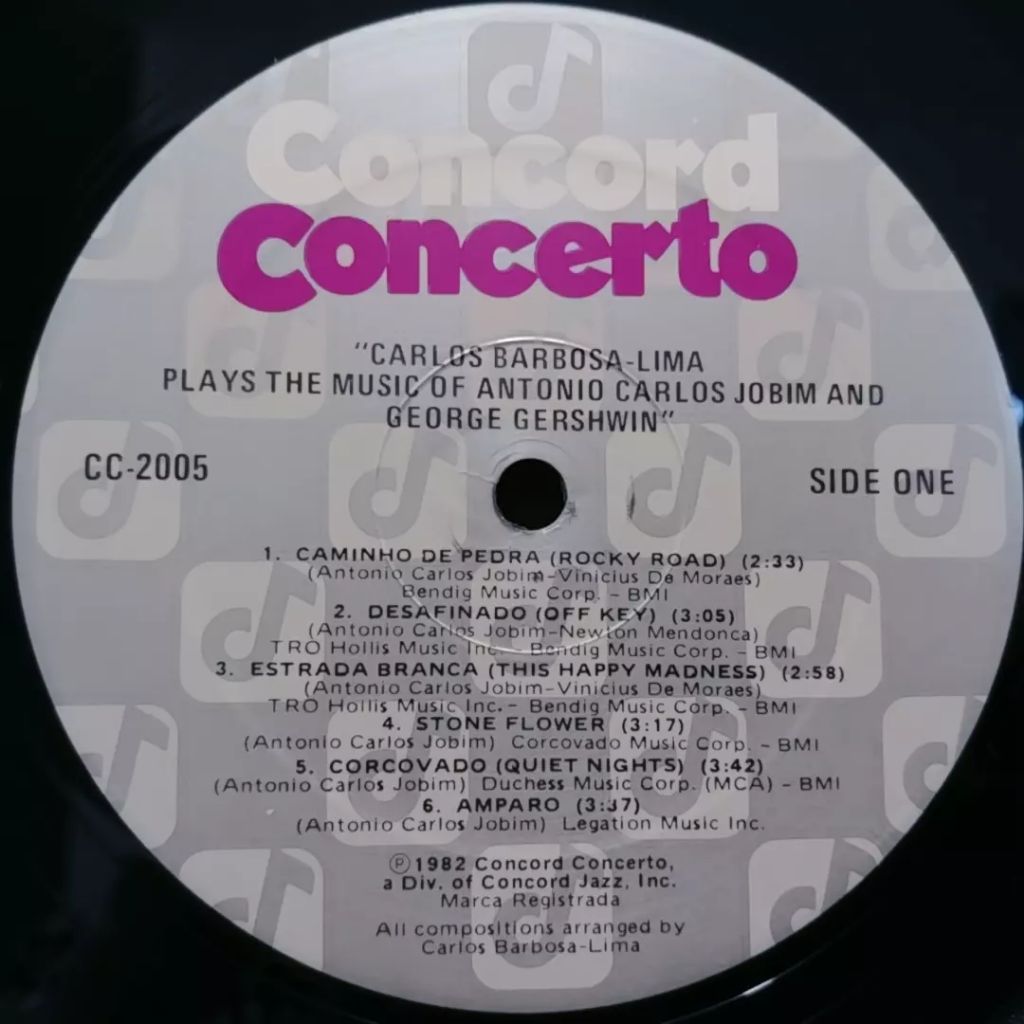 Concord
Concerto
"CARLOS BARBOSA-LIMA
PLAYS THE MUSIC OF ANTONIO CARLOS JOBIM AND
GEORGE GERSHWIN"
CC-2005
SIDE ONE
1. CAMINHO DE PEDRA (ROCKY ROAD) (2:33)
(Antonio Carlos Jobim-Vinicius De Moraes)
Bendig Music Corp. - BMI
2. DESAFINADO (OFF KEY) (3:05)
(Antonio Carlos Jobim-Newton Mendonca)
TRO Hollis Music Inc. - Bendig Music Corp. - BMI
3. ESTRADA BRANCA (THIS HAPPY MADNESS) (2:58)
(Antonio Carlos Jobim-Vinicius De Moraes)
TRO Hollis Music Inc. - Bendig Music Corp. - BMI
4. STONE FLOWER (3:17)
(Antonio Carlos Jobim) Corcovado Music Corp. - BMI
5. CORCOVADO (QUIET NIGHTS) (3:42)
(Antonio Carlos Jobim) Duchess Music Corp. (MCA) - BMI
6. AMPARO (3:37)
(Antonio Carlos Jobim) Legation Music Inc.
℗1982 Concord Concerto,
a Div. of Concord Jazz, Inc.
Marca Registrada
All compositions arranged by
Carlos Barbosa-Lima